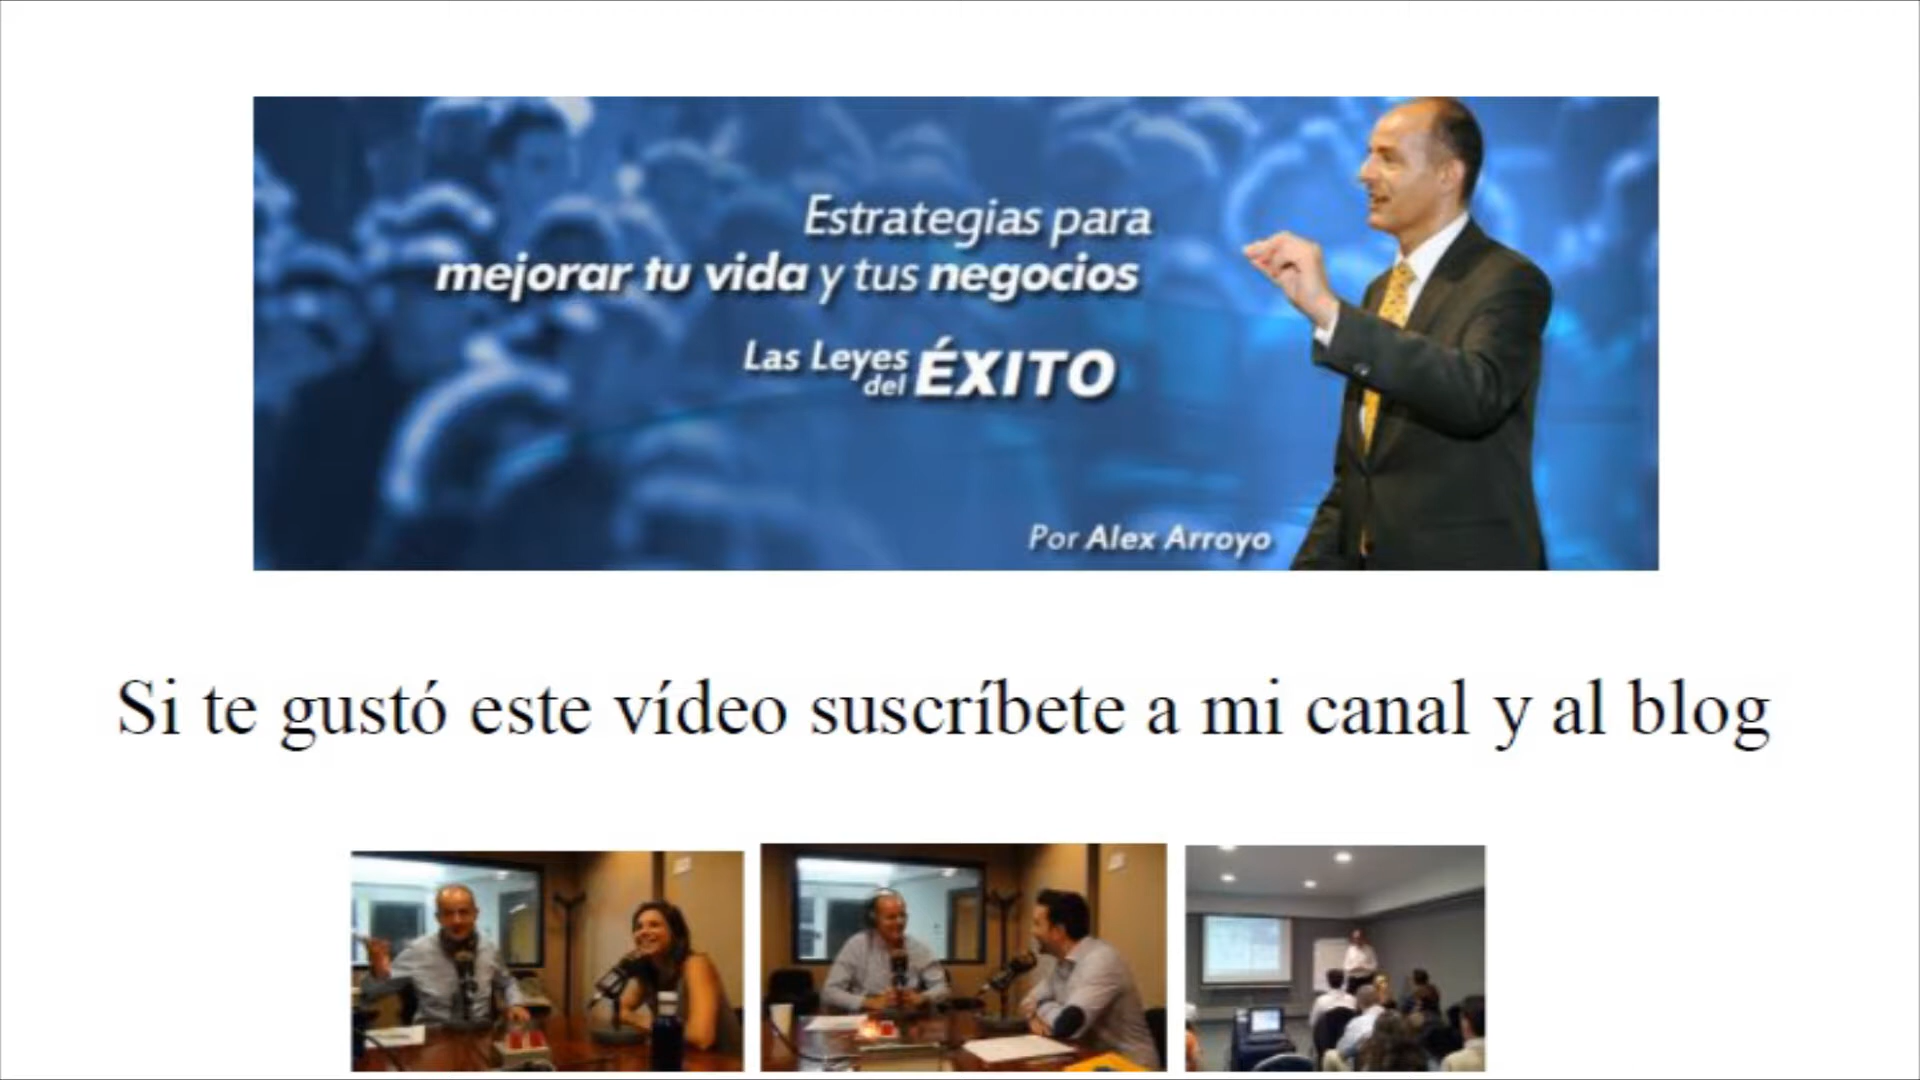 Estrategias para
mejorar tu vida y tus negocios
Las Leyes
del ÉXITO
Por Alex Arroyo
Si te gustó este vídeo suscríbete a mi canal y al blog